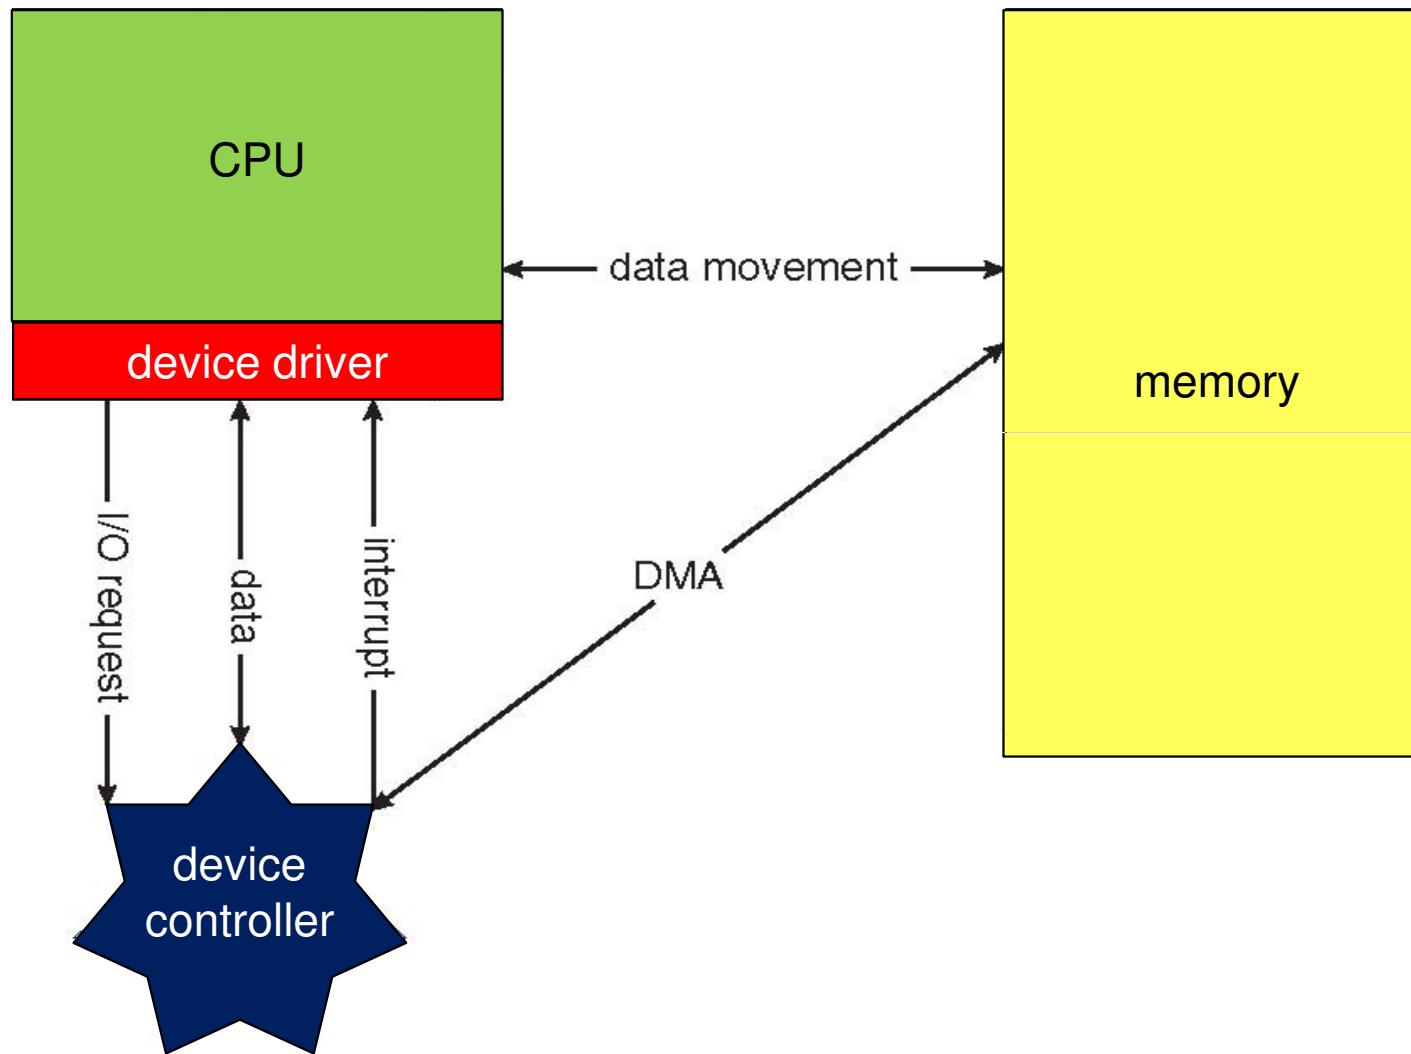 CPU
data movement
device driver
memory
I/O request
data
interrupt
DMA
device
controller